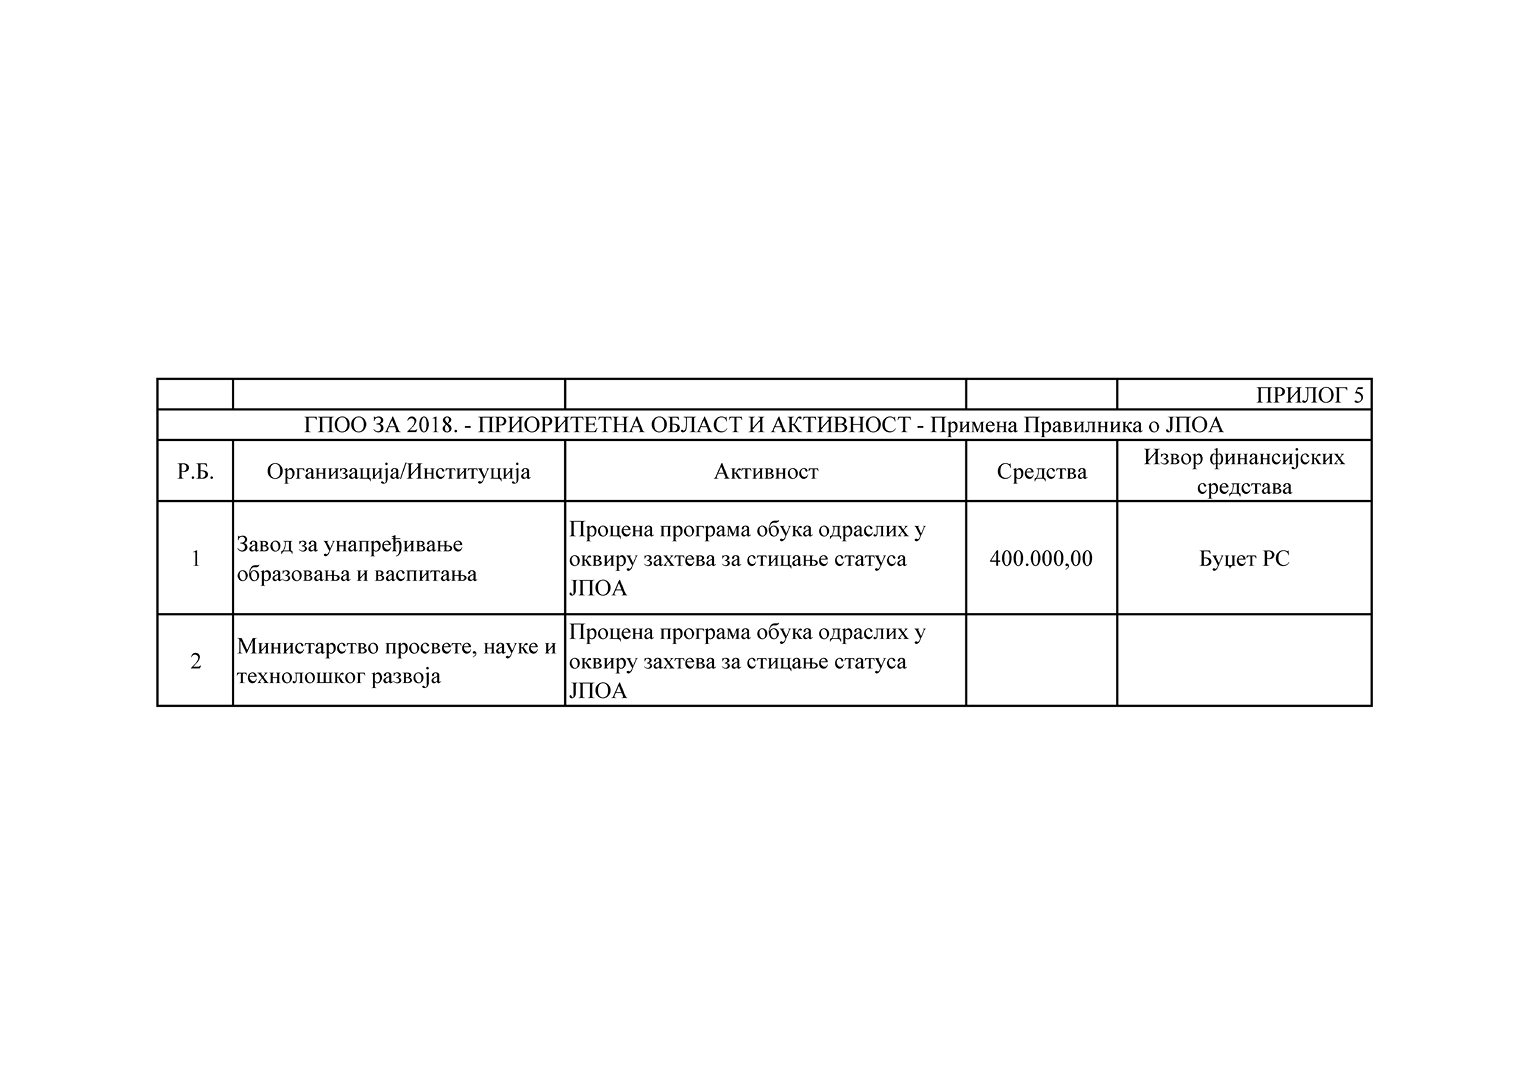 ПРИЛОГ 5
ГПОО ЗА 2018. - ПРИОРИТЕТНА ОБЛАСТ И АКТИВНОСТ - Примена Правилника о ЈПОА
Р.Б.
Организација/Институција
Активност
Средства
Извор финансијских
средстава
1
Завод за унапређивање
образовања и васпитања
Процена програма обука одраслих у
оквиру захтева за стицање статуса
ЈПОА
400.000,00
Буџет РС
2
Министарство просвете, науке и
технолошког развоја
Процена програма обука одраслих у
оквиру захтева за стицање статуса
ЈПОА